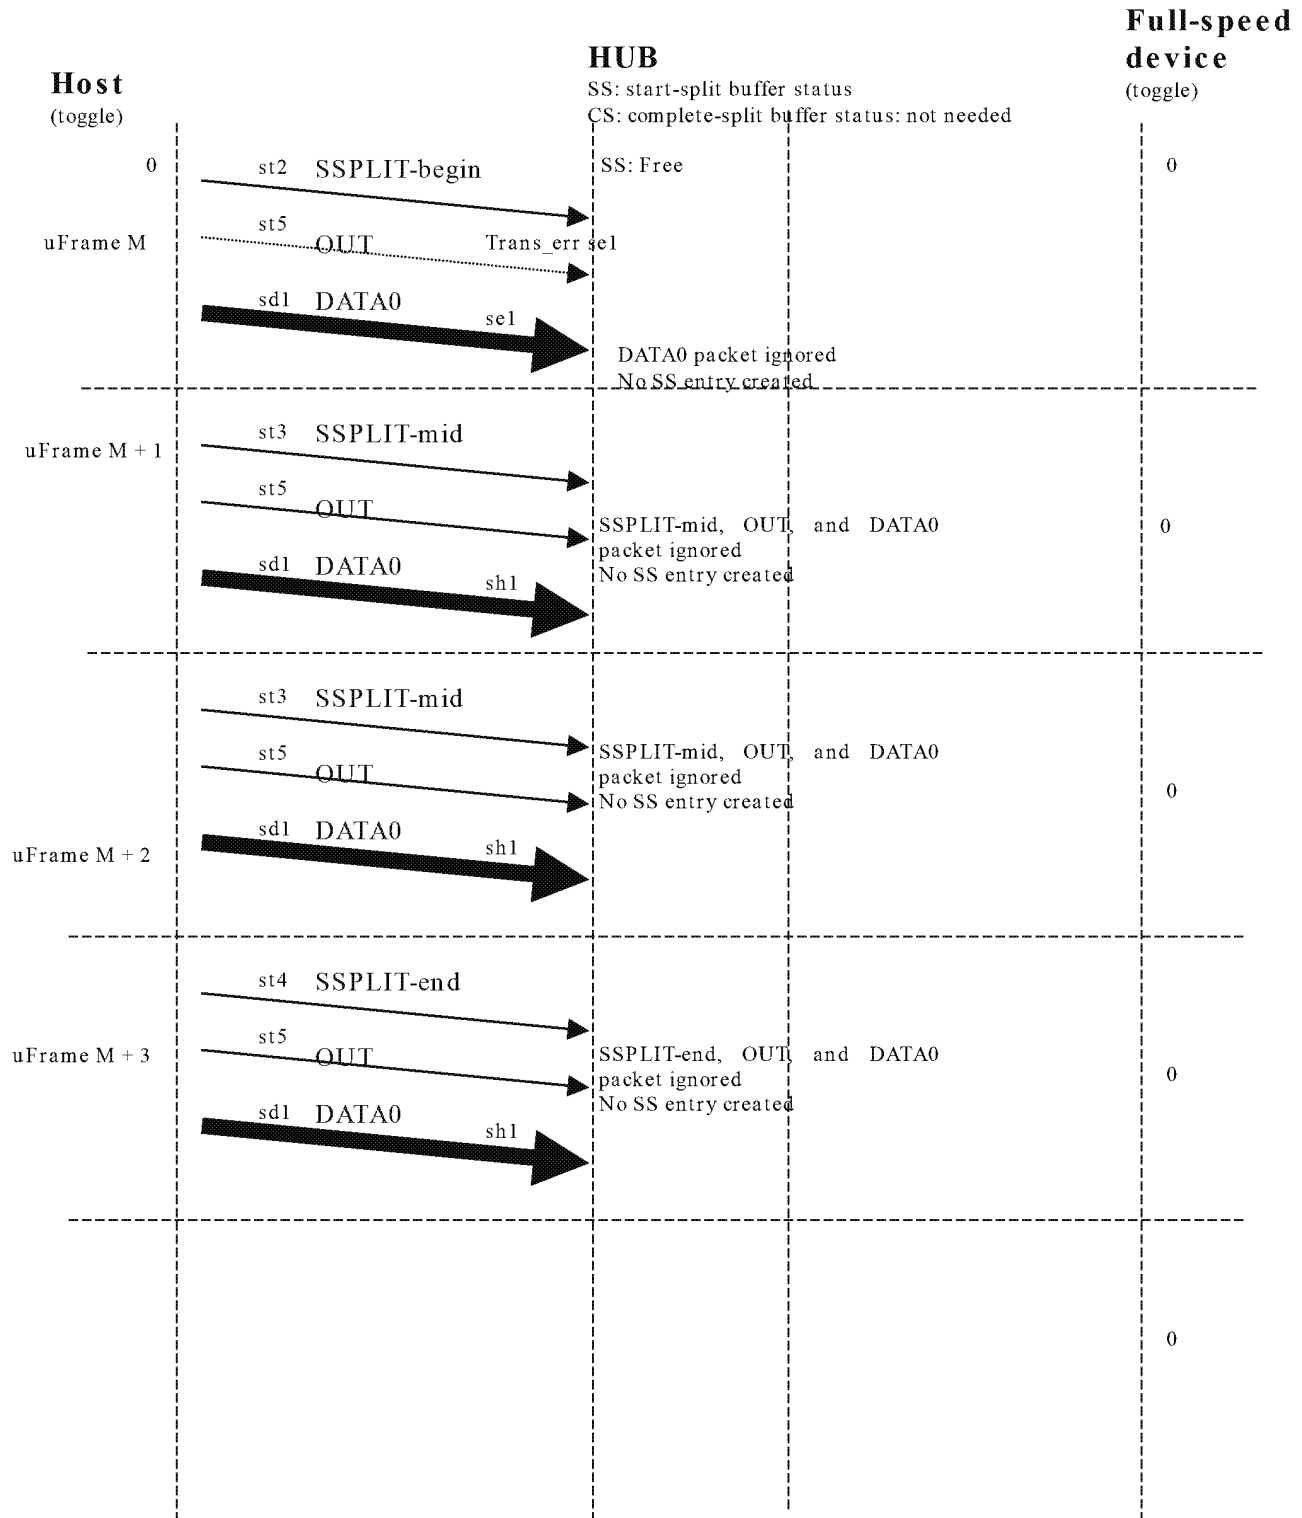 Full-speed
device
(toggle)
HUB
SS: start-split buffer status
CS: complete-split buffer status: not needed
Host
(toggle)
0
st2 SSPLIT-begin
SS: Free
0
uFrame M
st5
OUT
Trans_err se1
sd1 DATA0
se1
DATA0 packet ignored
No SS entry created
uFrame M + 1
st3 SSPLIT-mid
st5
OUT
SSPLIT-mid, OUT, and DATA0
packet ignored
No SS entry created
0
sd1 DATA0
sh1
st3 SSPLIT-mid
st5
OUT
SSPLIT-mid, OUT, and DATA0
packet ignored
No SS entry created
0
uFrame M + 2
sd1 DATA0
sh1
st4 SSPLIT-end
uFrame M + 3
st5
OUT
SSPLIT-end, OUT, and DATA0
packet ignored
No SS entry created
0
sd1 DATA0
sh1
0